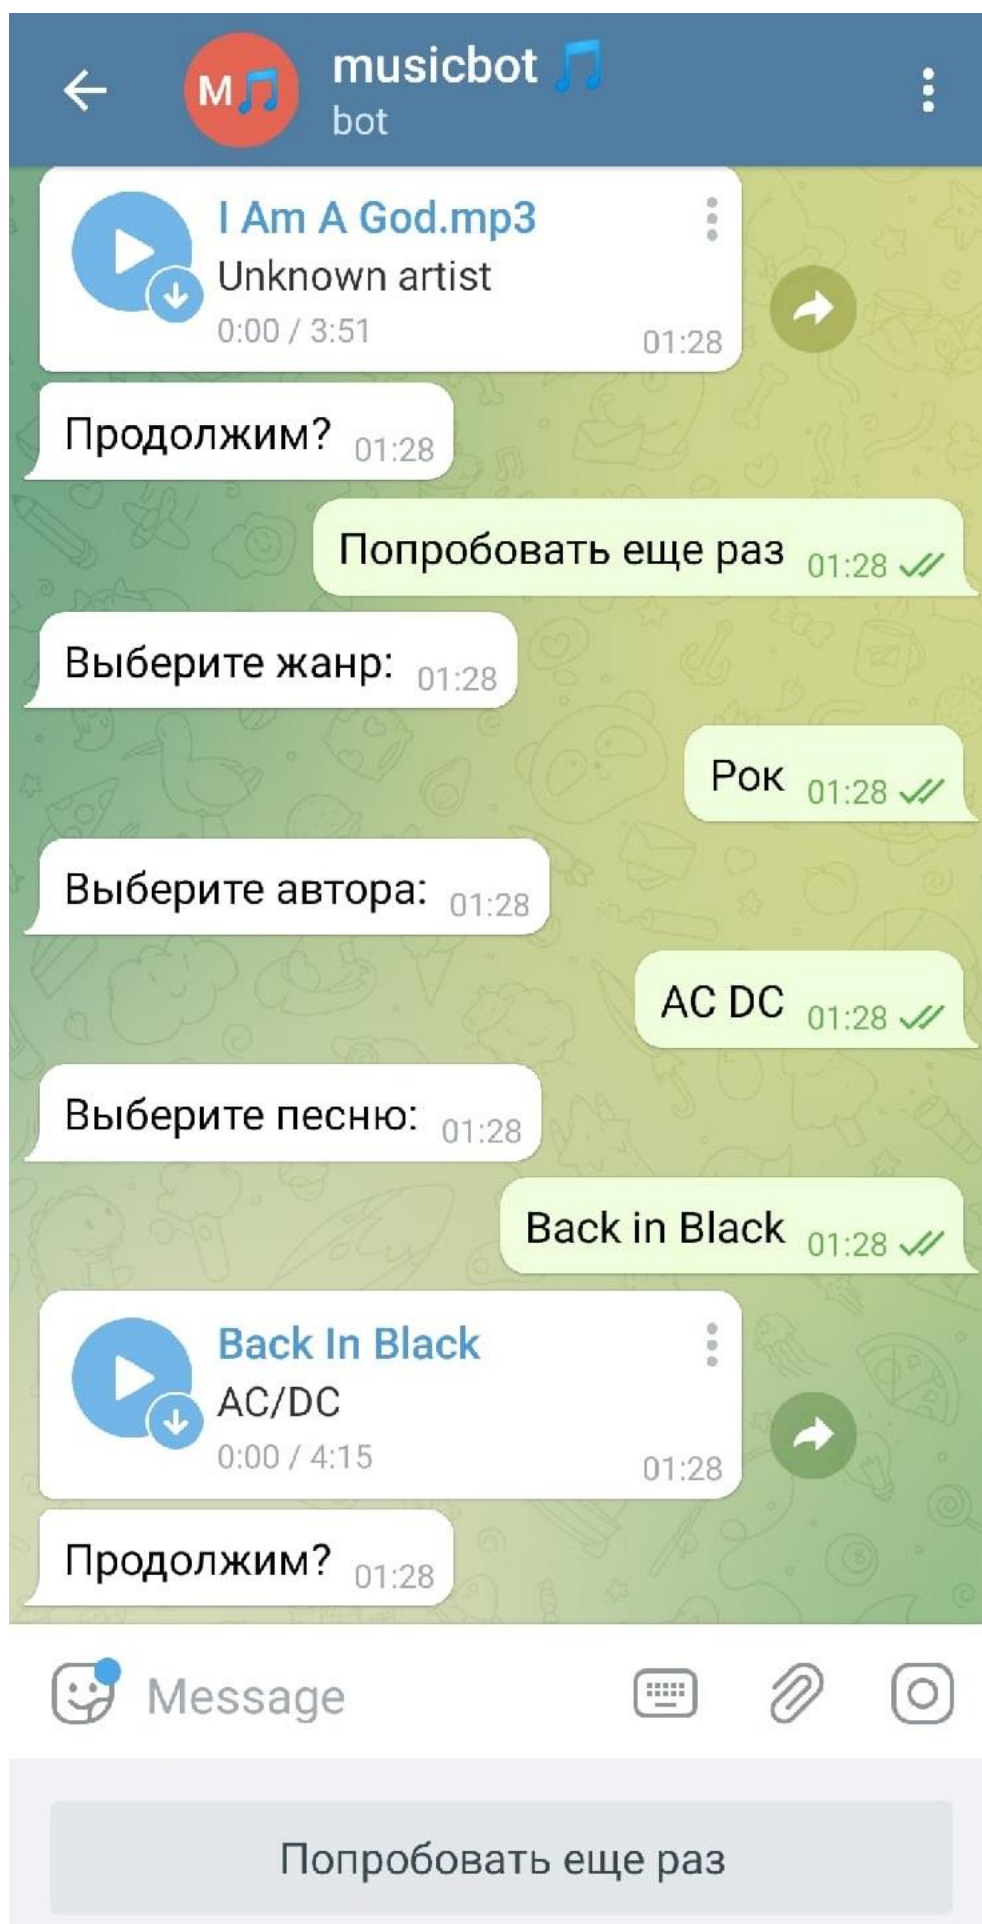 musicbot 🎵
M🎵
bot
I Am A God.mp3
Unknown artist
0:00 / 3:51
01:28
Продолжим? 01:28
Попробовать еще раз 01:28
Выберите жанр: 01:28
Рок 01:28
Выберите автора: 01:28
AC DC 01:28
Выберите песню: 01:28
Back in Black 01:28
Back In Black
AC/DC
0:00 / 4:15
01:28
Продолжим? 01:28
Message
Попробовать еще раз